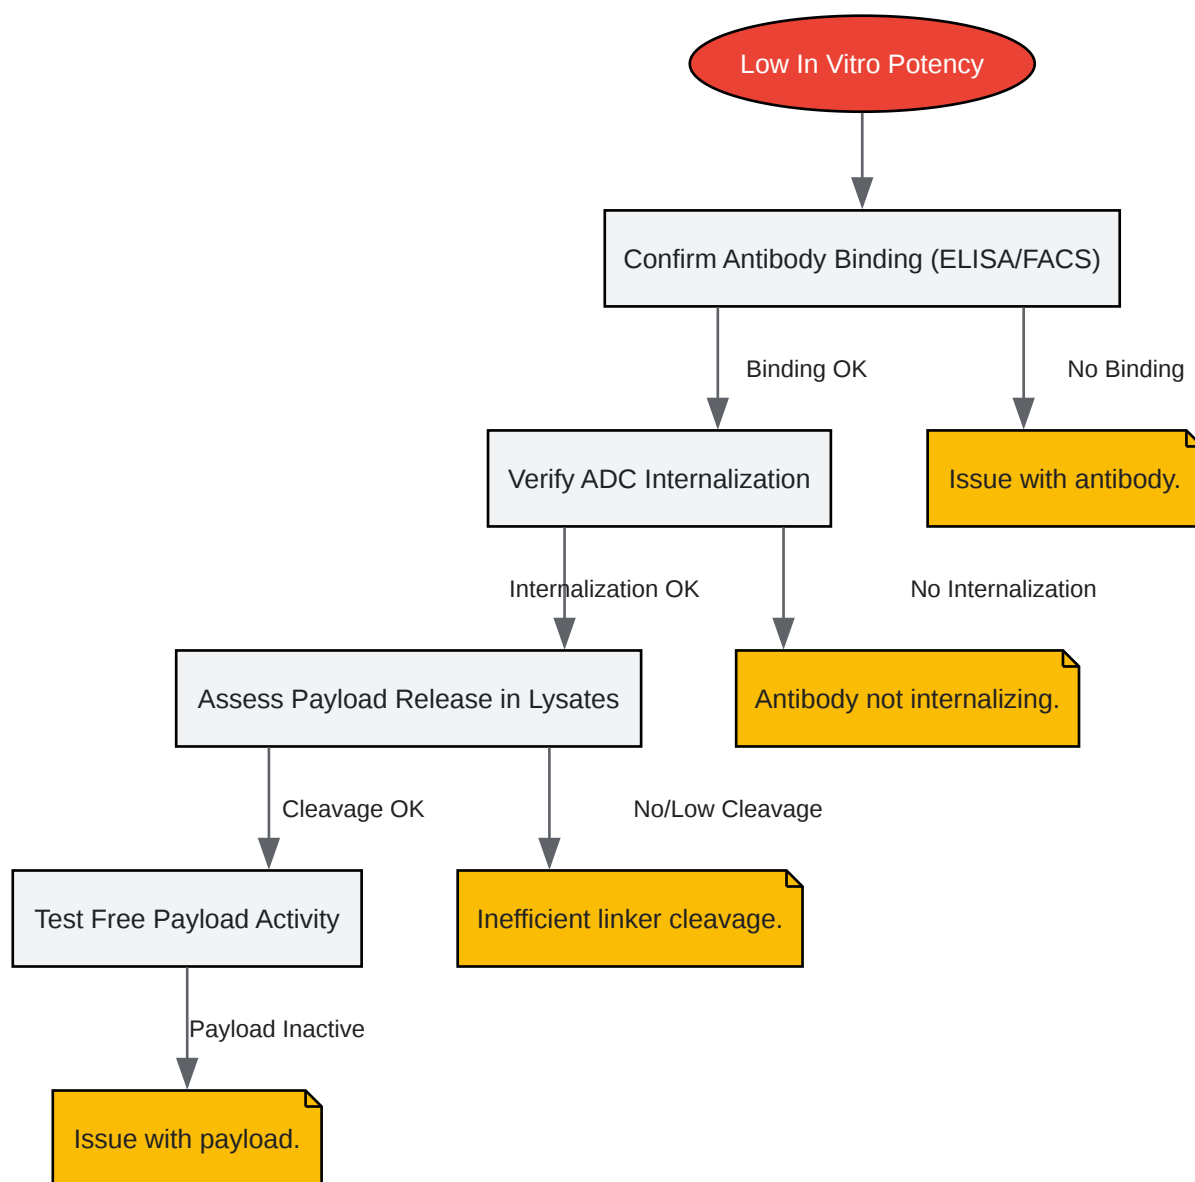 Low In Vitro Potency
Confirm Antibody Binding (ELISA/FACS)
Binding OK
No Binding
Verify ADC Internalization
Issue with antibody.
Internalization OK
No Internalization
Assess Payload Release in Lysates
Antibody not internalizing.
Cleavage OK
No/Low Cleavage
Test Free Payload Activity
Inefficient linker cleavage.
Payload Inactive
Issue with payload.